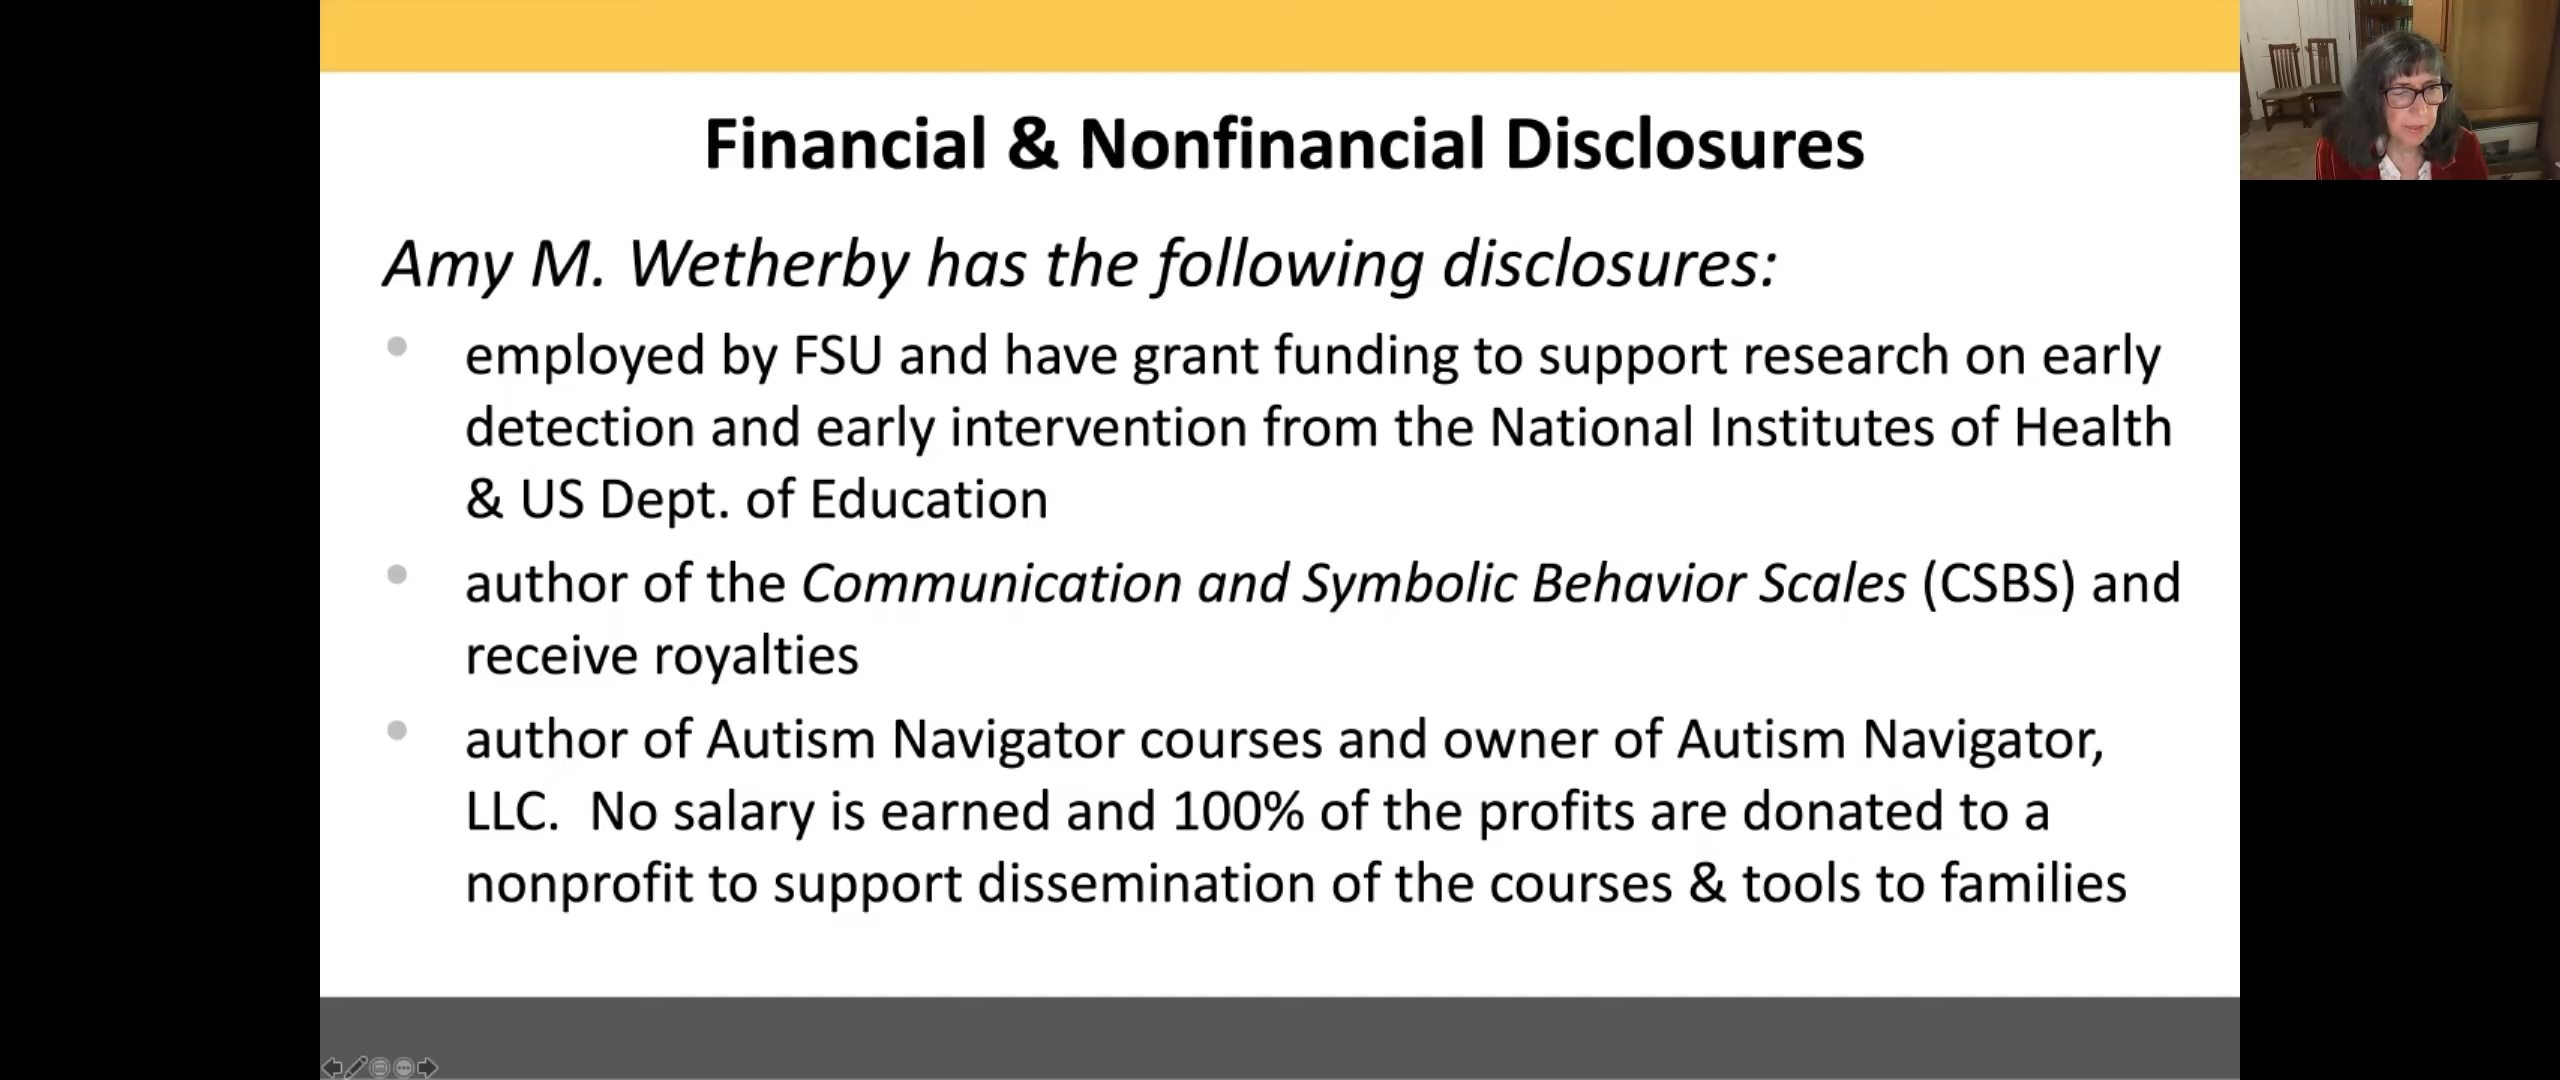 Financial & Nonfinancial Disclosures
Amy M. Wetherby has the following disclosures:
employed by FSU and have grant funding to support research on early
detection and early intervention from the National Institutes of Health
& US Dept. of Education
author of the Communication and Symbolic Behavior Scales (CSBS) and
receive royalties
author of Autism Navigator courses and owner of Autism Navigator,
LLC.  No salary is earned and 100% of the profits are donated to a
nonprofit to support dissemination of the courses & tools to families